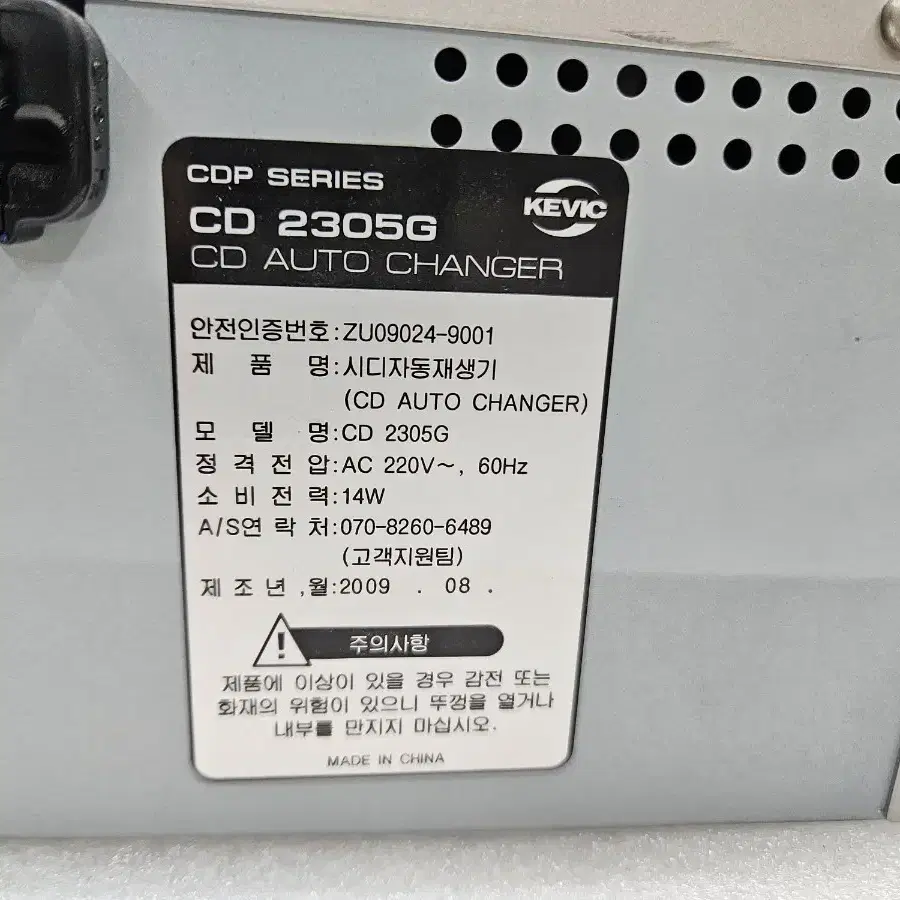 CDP SERIES
KEVIC
CD 2305G
CD AUTO CHANGER
안전인증번호:ZU09024-9001
제 품 명:시디자동재생기
(CD AUTO CHANGER)
모 델 명:CD 2305G
정 격 전 압:AC 220V~, 60Hz
소 비 전 력:14W
A/S연 락 처:070-8260-6489
(고객지원팀)
제 조 년 ,월:2009 . 08 .
주의사항
제품에 이상이 있을 경우 감전 또는
화재의 위험이 있으니 뚜껑을 열거나
내부를 만지지 마십시오.
MADE IN CHINA